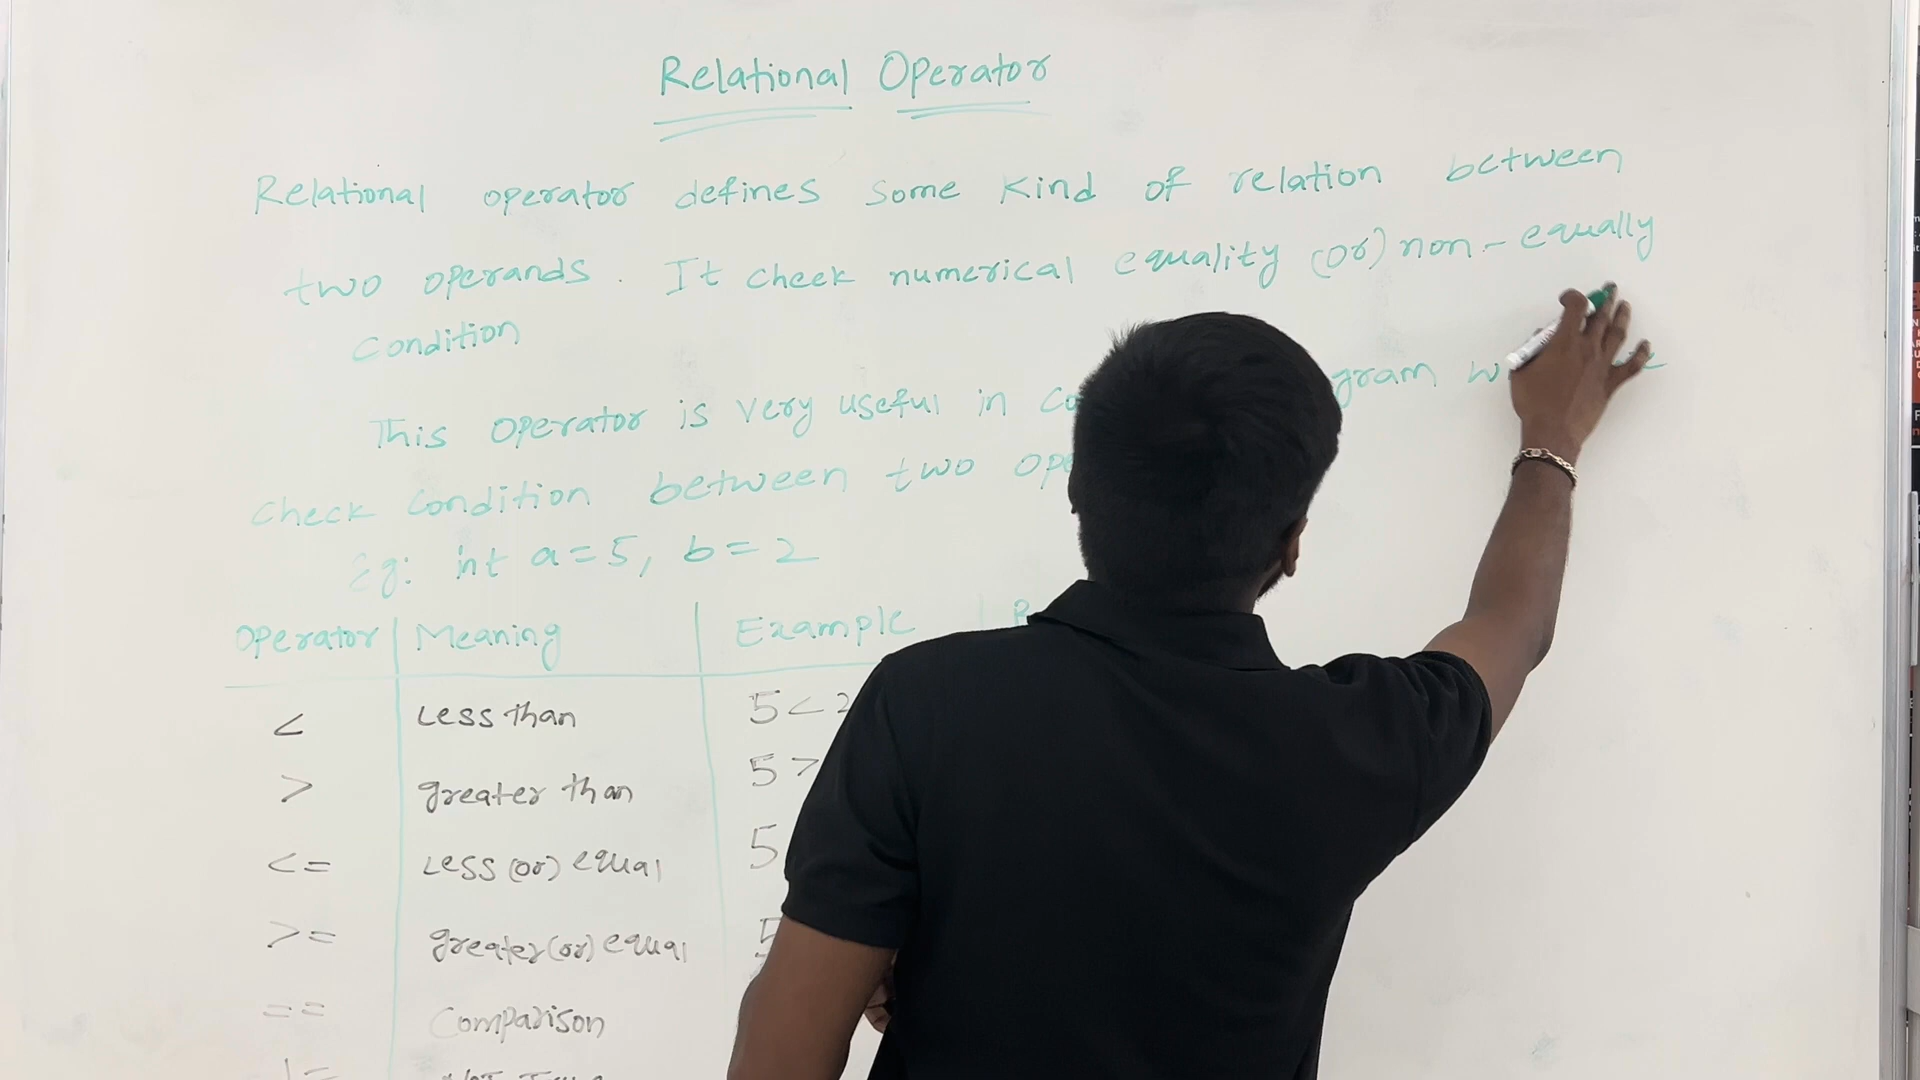 Relational Operator
Relational operator defines some kind of relation between
two operands. It check numerical equality (or) non-equally
condition
This operator is very useful in gram
check condition between two
Eg: int a=5, b=2
Operator Meaning Example
< Less than 5<2
> greater than 5>
<= Less (or) equal 5
>= greater (or) equal 5
== Comparison
!=